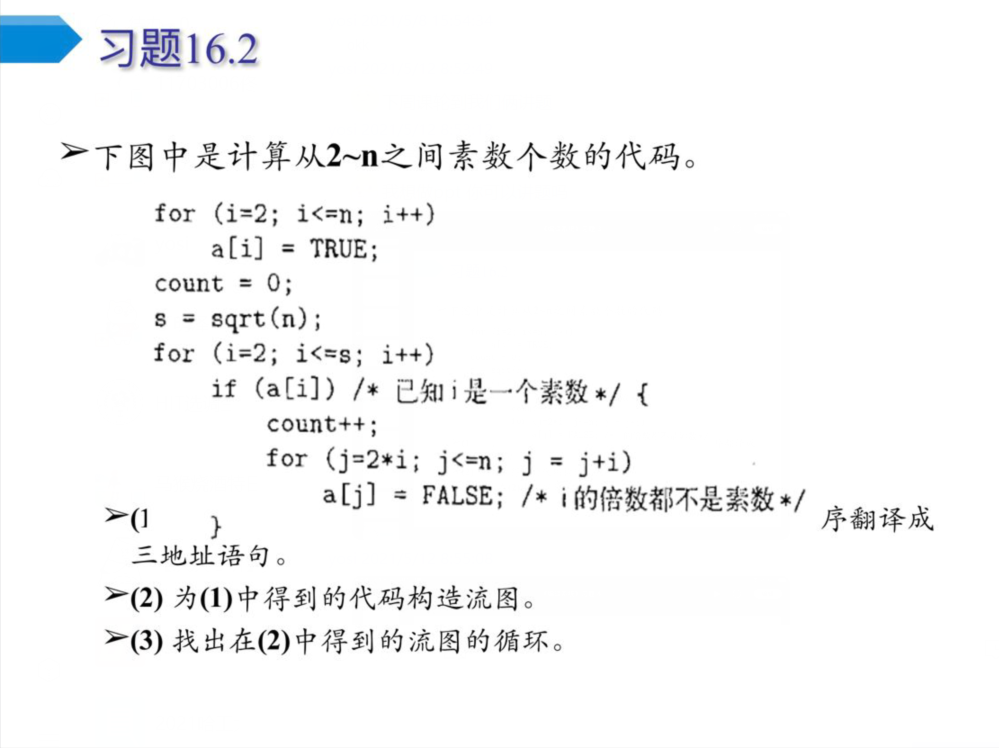 习题16.2
➢下图中是计算从2~n之间素数个数的代码。
for (i=2; i<=n; i++)
a[i] = TRUE;
count = 0;
s = sqrt(n);
for (i=2; i<=s; i++)
if (a[i]) /* 已知i是一个素数*/ {
count++;
for (j=2*i; j<=n; j = j+i)
a[j] = FALSE; /* i的倍数都不是素数*/
}
➢(1 序翻译成
三地址语句。
➢(2) 为(1)中得到的代码构造流图。
➢(3) 找出在(2)中得到的流图的循环。